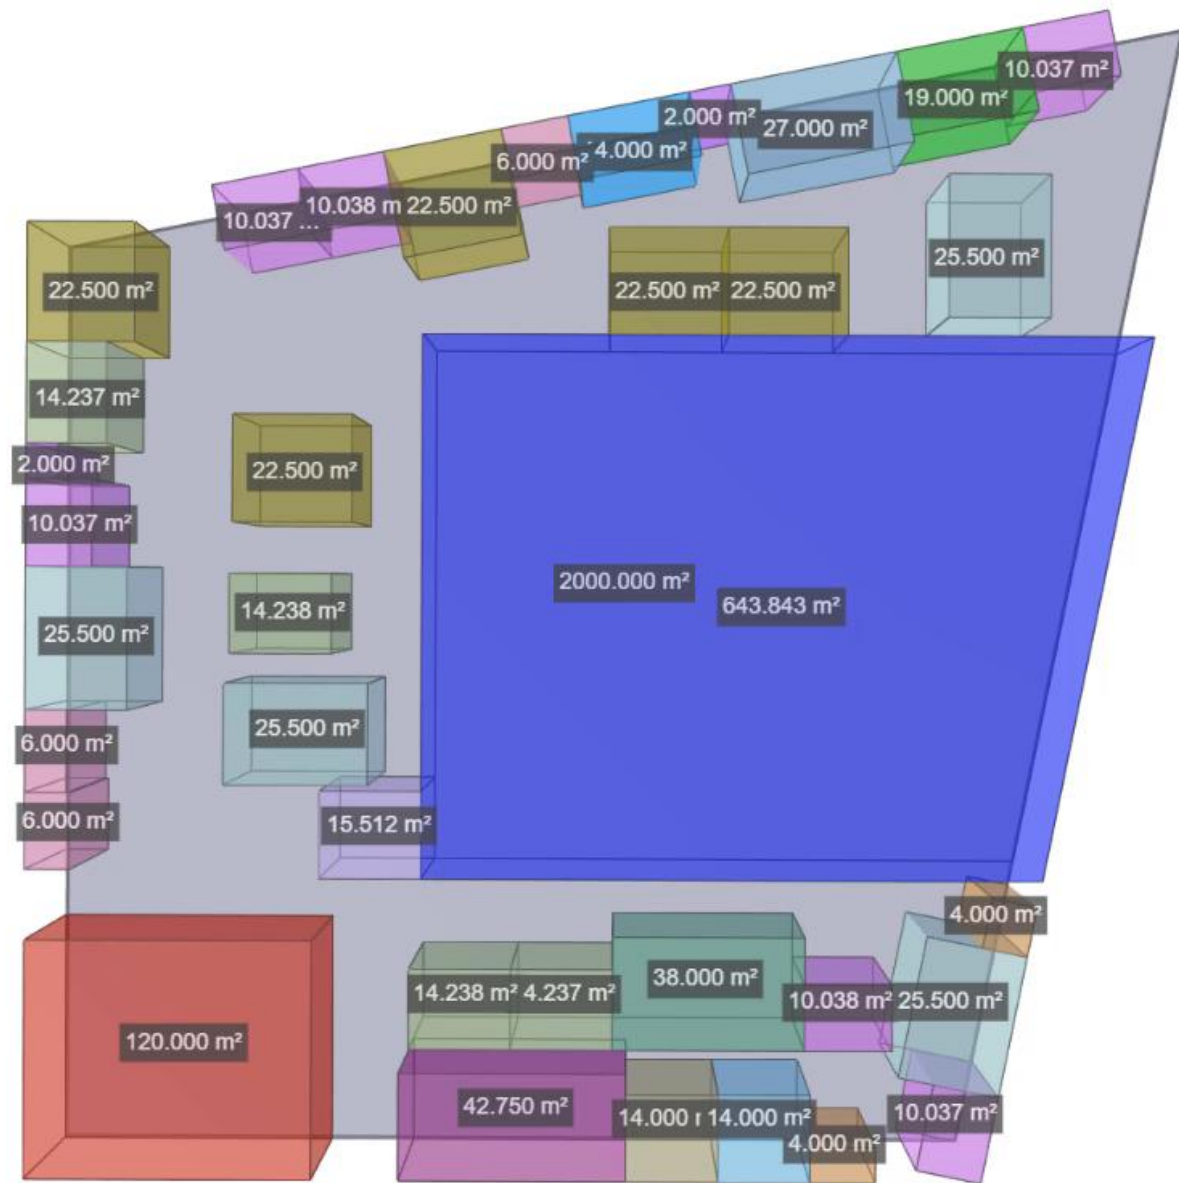 10.037 m²
19.000 m²
2.000 m²
27.000 m²
6.000 m²
4.000 m²
10.037 ...
10.038 m
22.500 m²
25.500 m²
22.500 m²
22.500 m²
22.500 m²
14.237 m²
2.000 m²
22.500 m²
10.037 m²
2000.000 m²
643.843 m²
14.238 m²
25.500 m²
25.500 m²
6.000 m²
6.000 m²
15.512 m²
4.000 m²
14.238 m²
4.237 m²
38.000 m²
10.038 m²
25.500 m²
120.000 m²
42.750 m²
14.000 m
14.000 m²
10.037 m²
4.000 m²